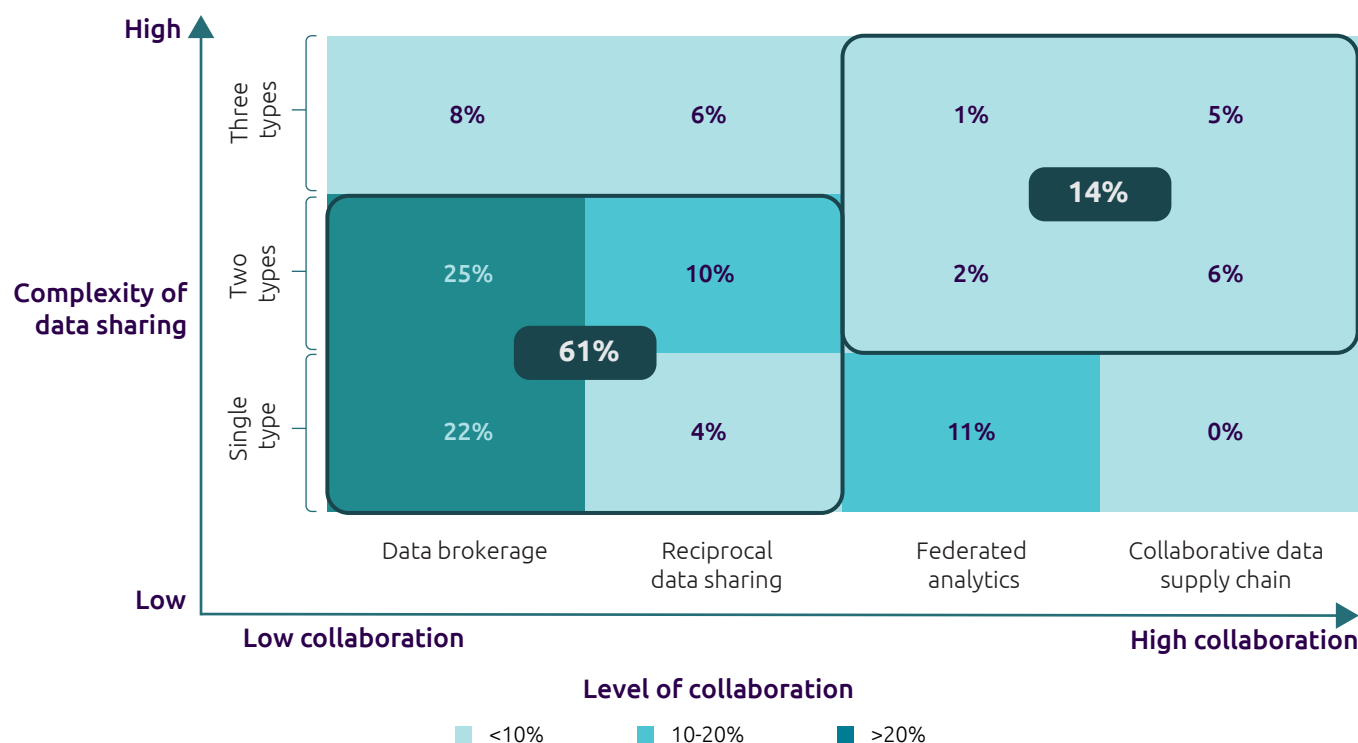 High
Three
types
8%
6%
1%
5%
14%
Two
types
25%
10%
2%
6%
Complexity of
data sharing
61%
Single
type
22%
4%
11%
0%
Data brokerage
Reciprocal
data sharing
Federated
analytics
Collaborative data
supply chain
Low
Low collaboration
High collaboration
Level of collaboration
<10%
10-20%
>20%